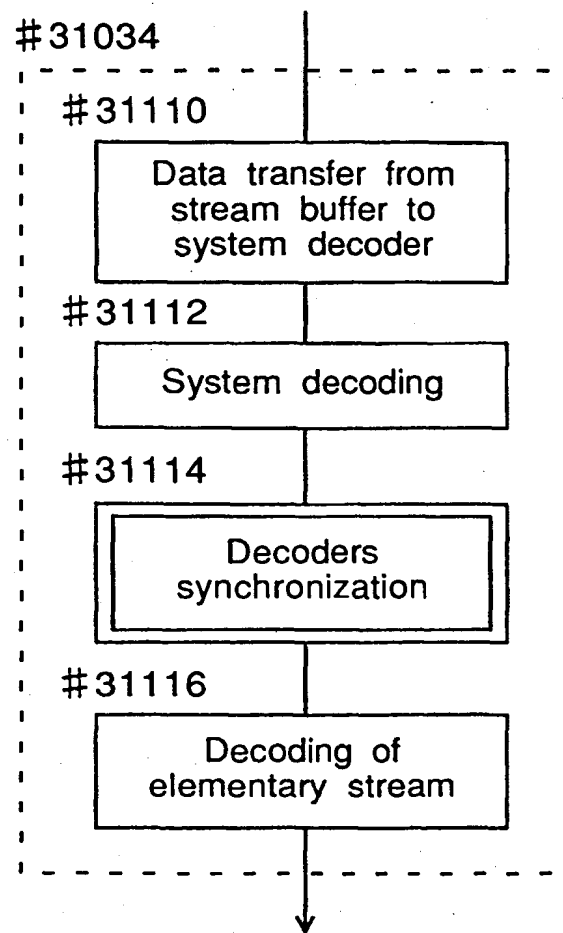 #31034
#31110
Data transfer from
stream buffer to
system decoder
#31112
System decoding
#31114
Decoders
synchronization
#31116
Decoding of
elementary stream